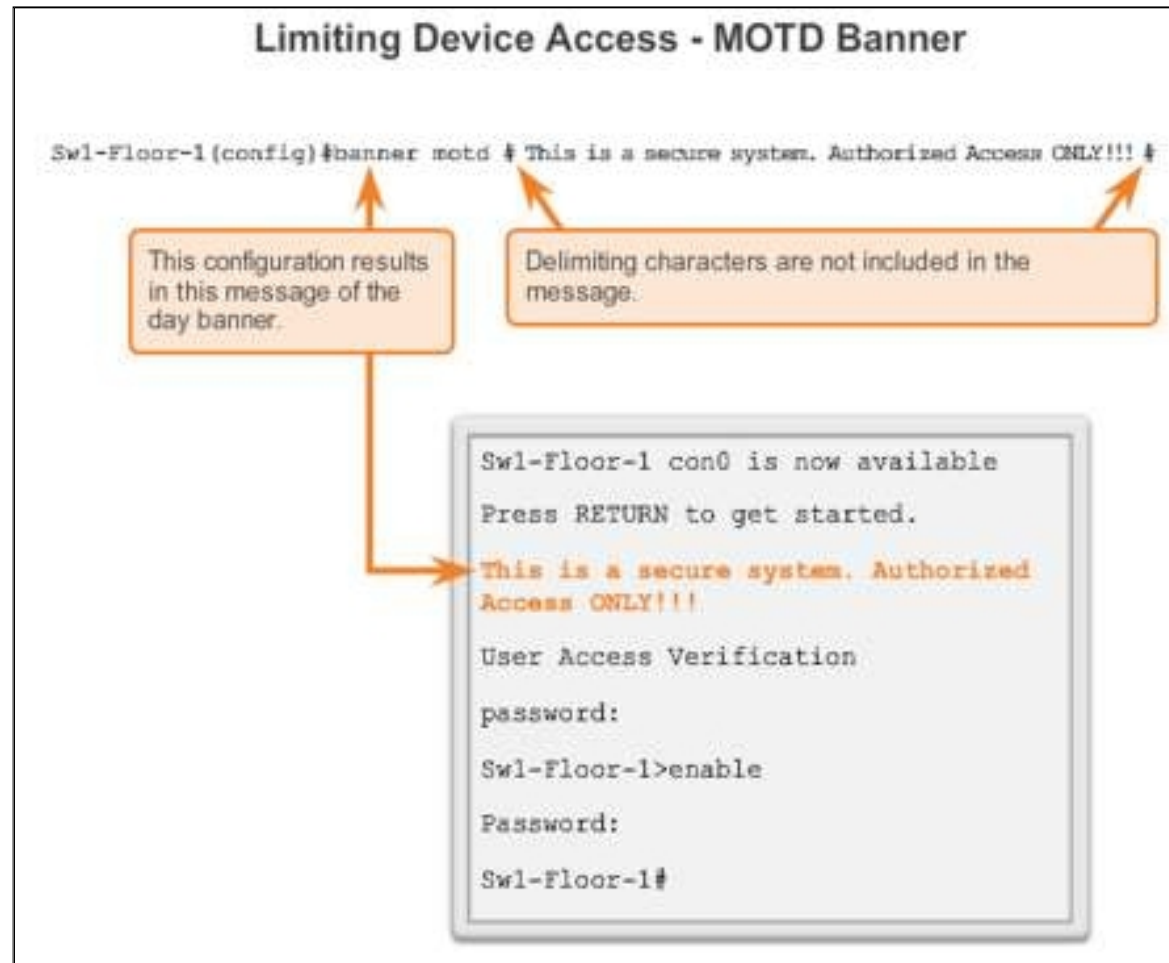 Limiting Device Access - MOTD Banner
Sw1-Floor-1(config)#banner motd # This is a secure system. Authorized Access ONLY!!! #
This configuration results
in this message of the
day banner.
Delimiting characters are not included in the
message.
Sw1-Floor-1 con0 is now available
Press RETURN to get started.
This is a secure system. Authorized
Access ONLY!!!
User Access Verification
password:
Sw1-Floor-1>enable
Password:
Sw1-Floor-1#